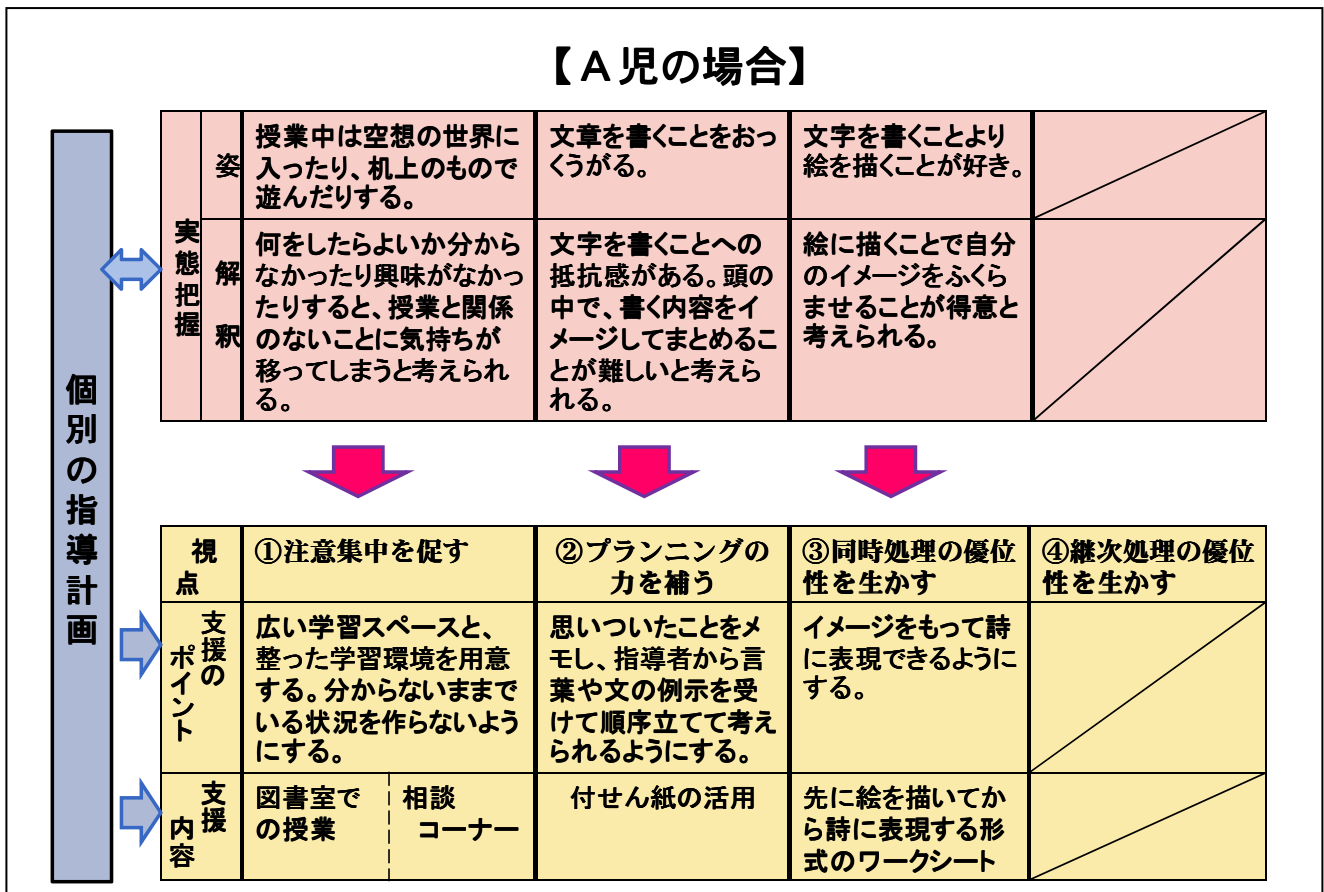 【A児の場合】
個別の指導計画
実態把握
姿
授業中は空想の世界に
入ったり、机上のもので
遊んだりする。
文章を書くことをおっ
くうがる。
文字を書くことより
絵を描くことが好き。
解釈
何をしたらよいか分から
なかったり興味がなかっ
たりすると、授業と関係
のないことに気持ちが
移ってしまうと考えられ
る。
文字を書くことへの
抵抗感がある。頭の
中で、書く内容をイ
メージしてまとめるこ
とが難しいと考えら
れる。
絵に描くことで自分
のイメージをふくら
ませることが得意と
考えられる。
視点
①注意集中を促す
②プランニングの
力を補う
③同時処理の優位
性を生かす
④継次処理の優位
性を生かす
支援の
ポイント
広い学習スペースと、
整った学習環境を用意
する。分からないままで
いる状況を作らないよう
にする。
思いついたことをメ
モし、指導者から言
葉や文の例示を受
けて順序立てて考え
られるようにする。
イメージをもって詩
に表現できるように
する。
支援
内容
図書室で
の授業
相談
コーナー
付せん紙の活用
先に絵を描いてか
ら詩に表現する形
式のワークシート